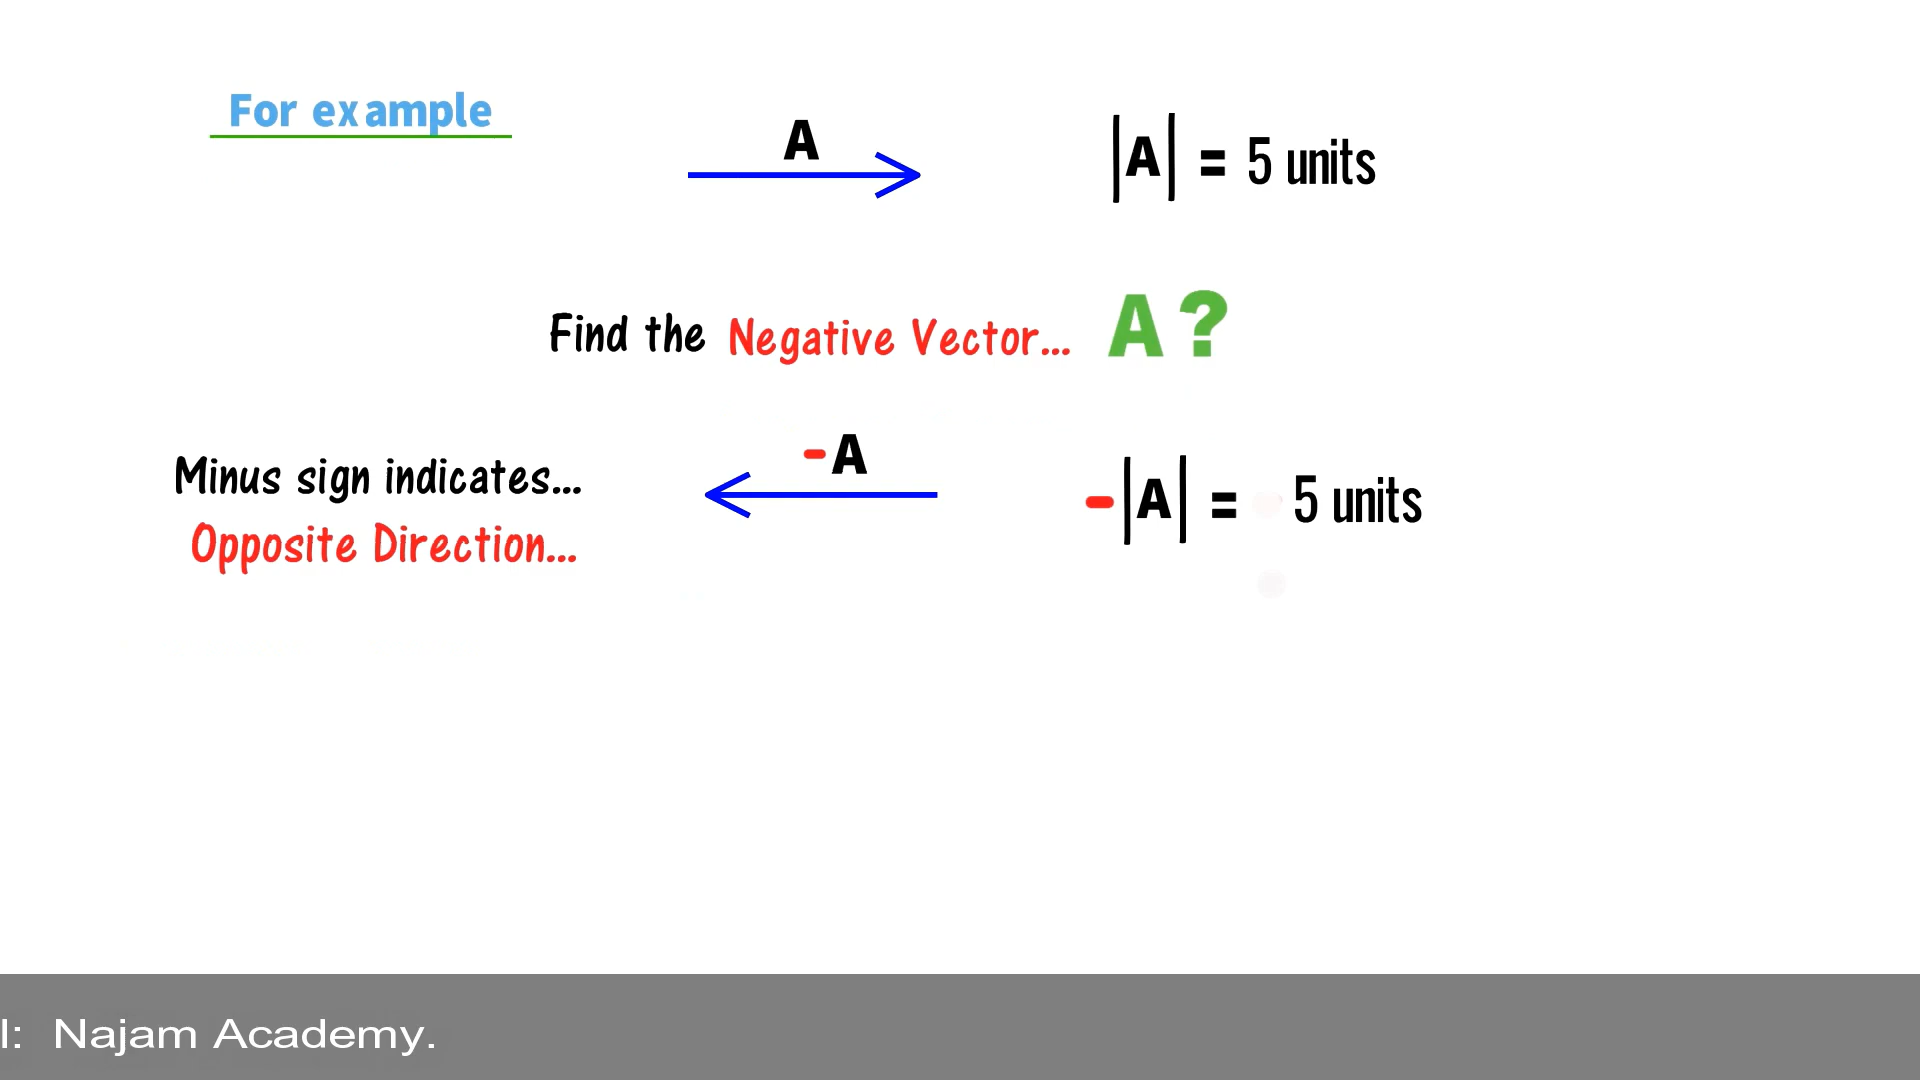 For example
A
|A| = 5 units
Find the Negative Vector... A?
Minus sign indicates...
Opposite Direction...
-A
-|A| = 5 units
l: Najam Academy.